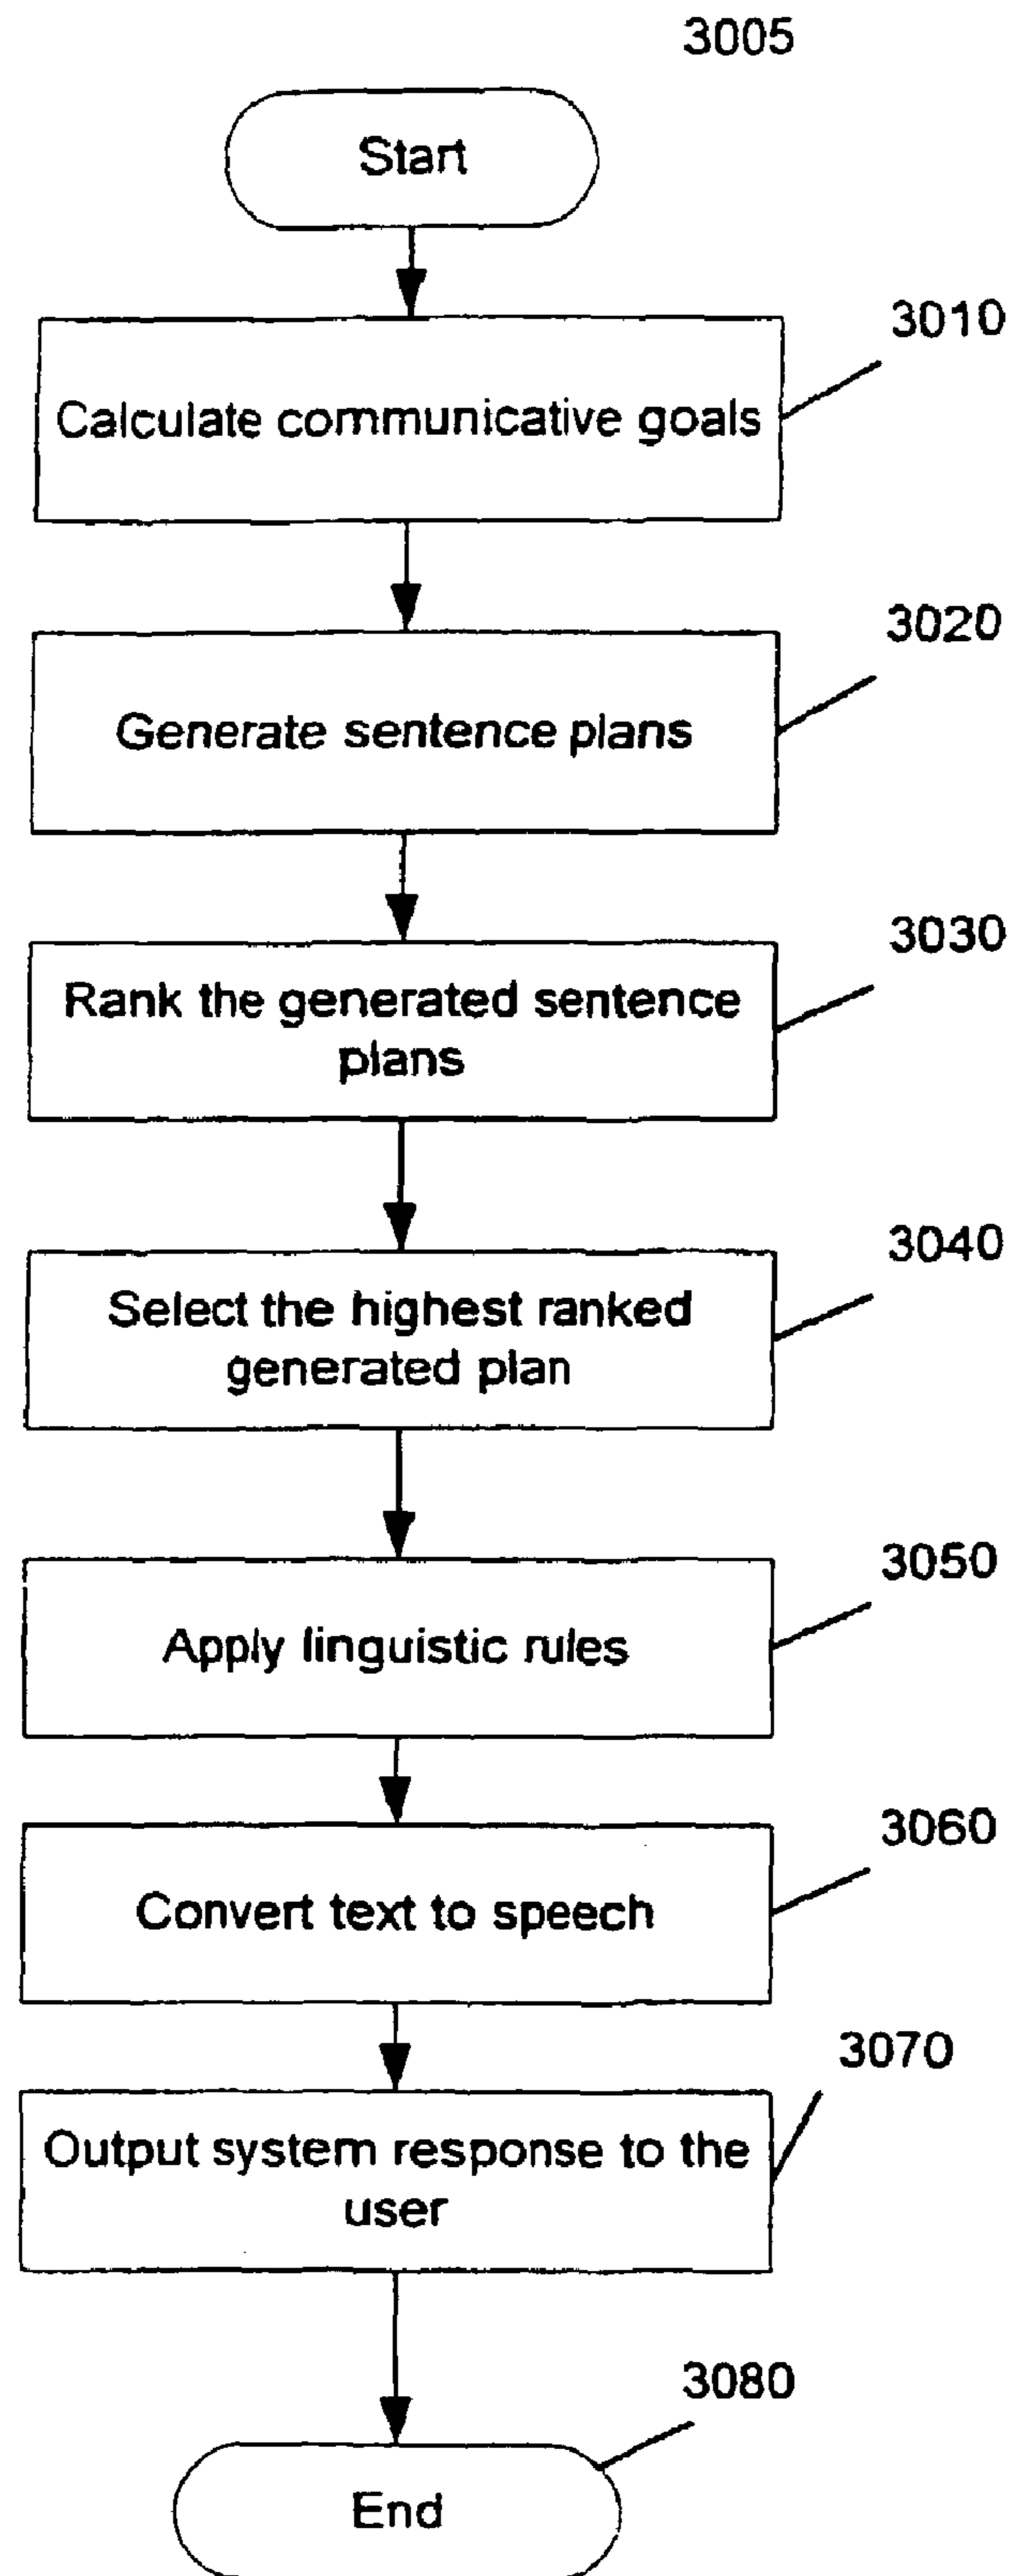 3005
Start
3010
Calculate communicative goals
3020
Generate sentence plans
3030
Rank the generated sentence
plans
3040
Select the highest ranked
generated plan
3050
Apply linguistic rules
3060
Convert text to speech
3070
Output system response to the
user
3080
End